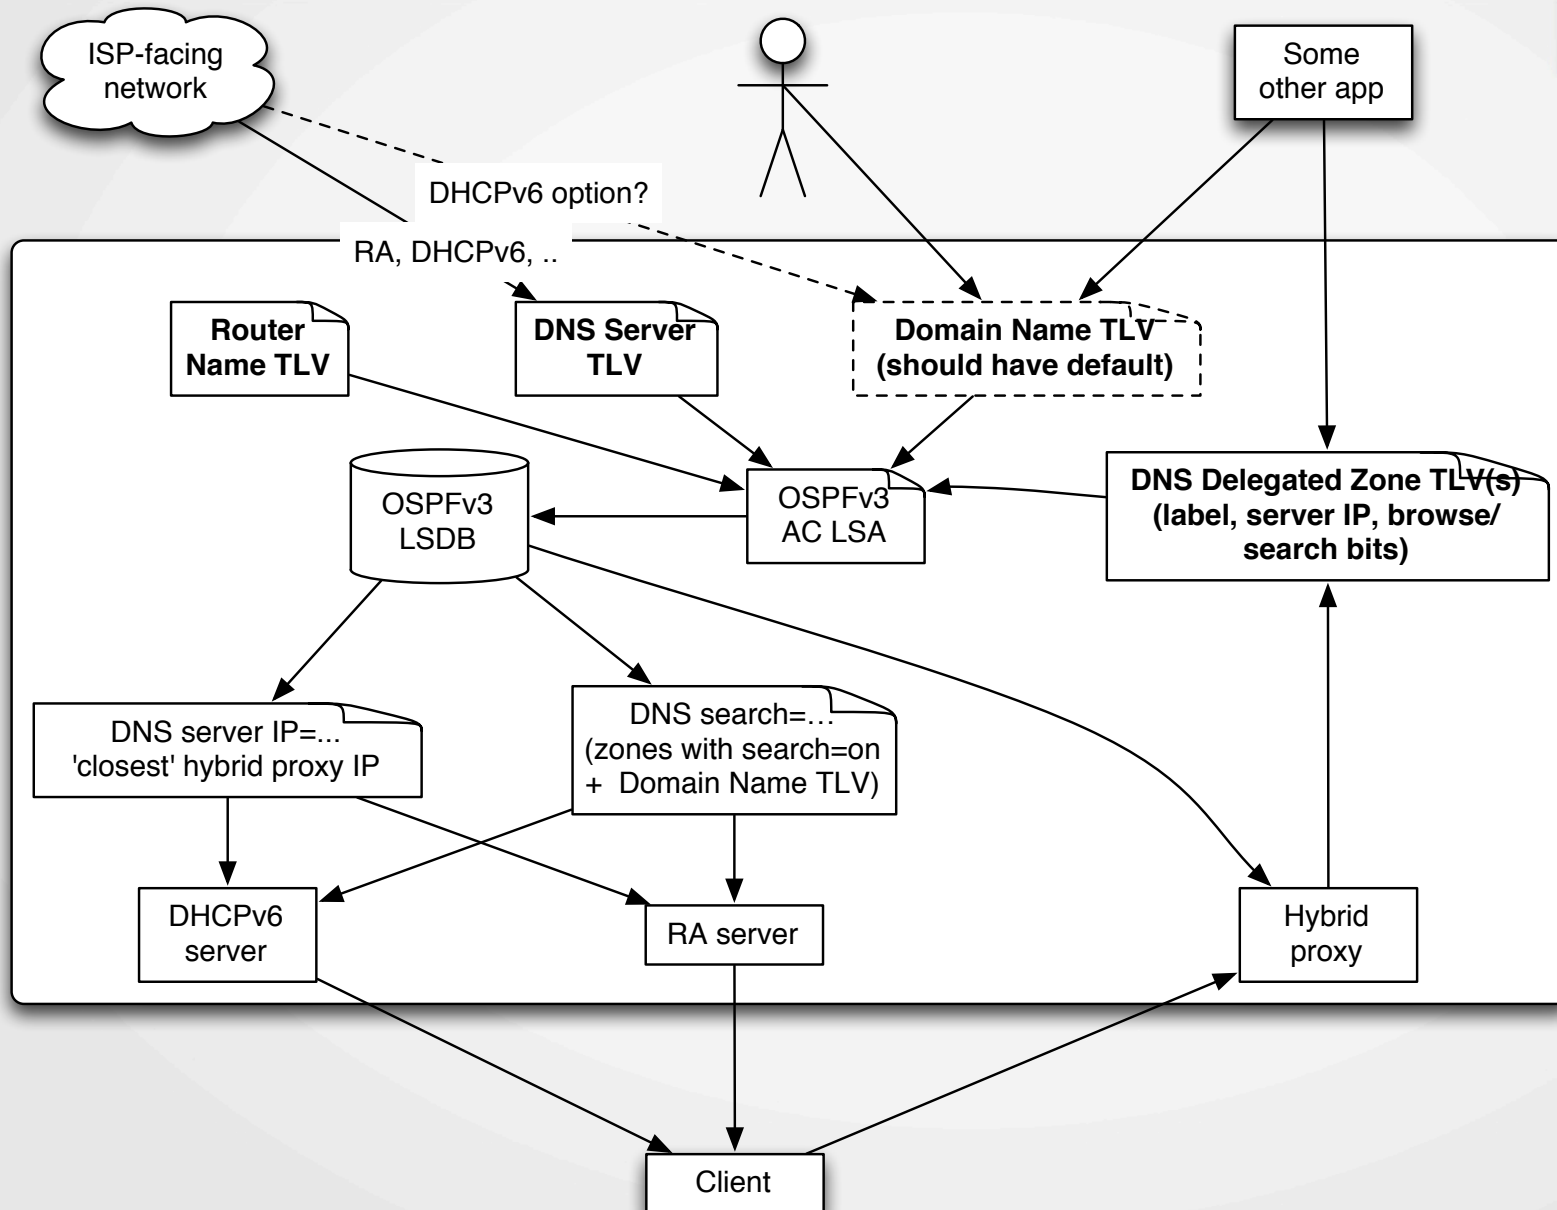 ISP-facing
network
Some
other app
DHCPv6 option?
RA, DHCPv6, ..
Router
Name TLV
DNS Server
TLV
Domain Name TLV
(should have default)
OSPFv3
LSDB
OSPFv3
AC LSA
DNS Delegated Zone TLV(s)
(label, server IP, browse/
search bits)
DNS server IP=...
'closest' hybrid proxy IP
DNS search=…
(zones with search=on
+ Domain Name TLV)
DHCPv6
server
RA server
Hybrid
proxy
Client